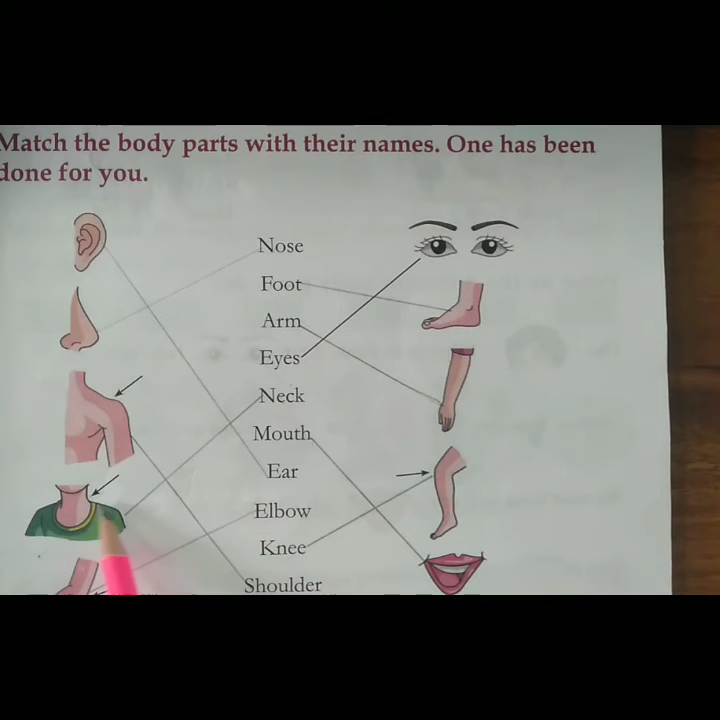 Match the body parts with their names. One has been
done for you.
Nose
Foot
Arm
Eyes
Neck
Mouth
Ear
Elbow
Knee
Shoulder